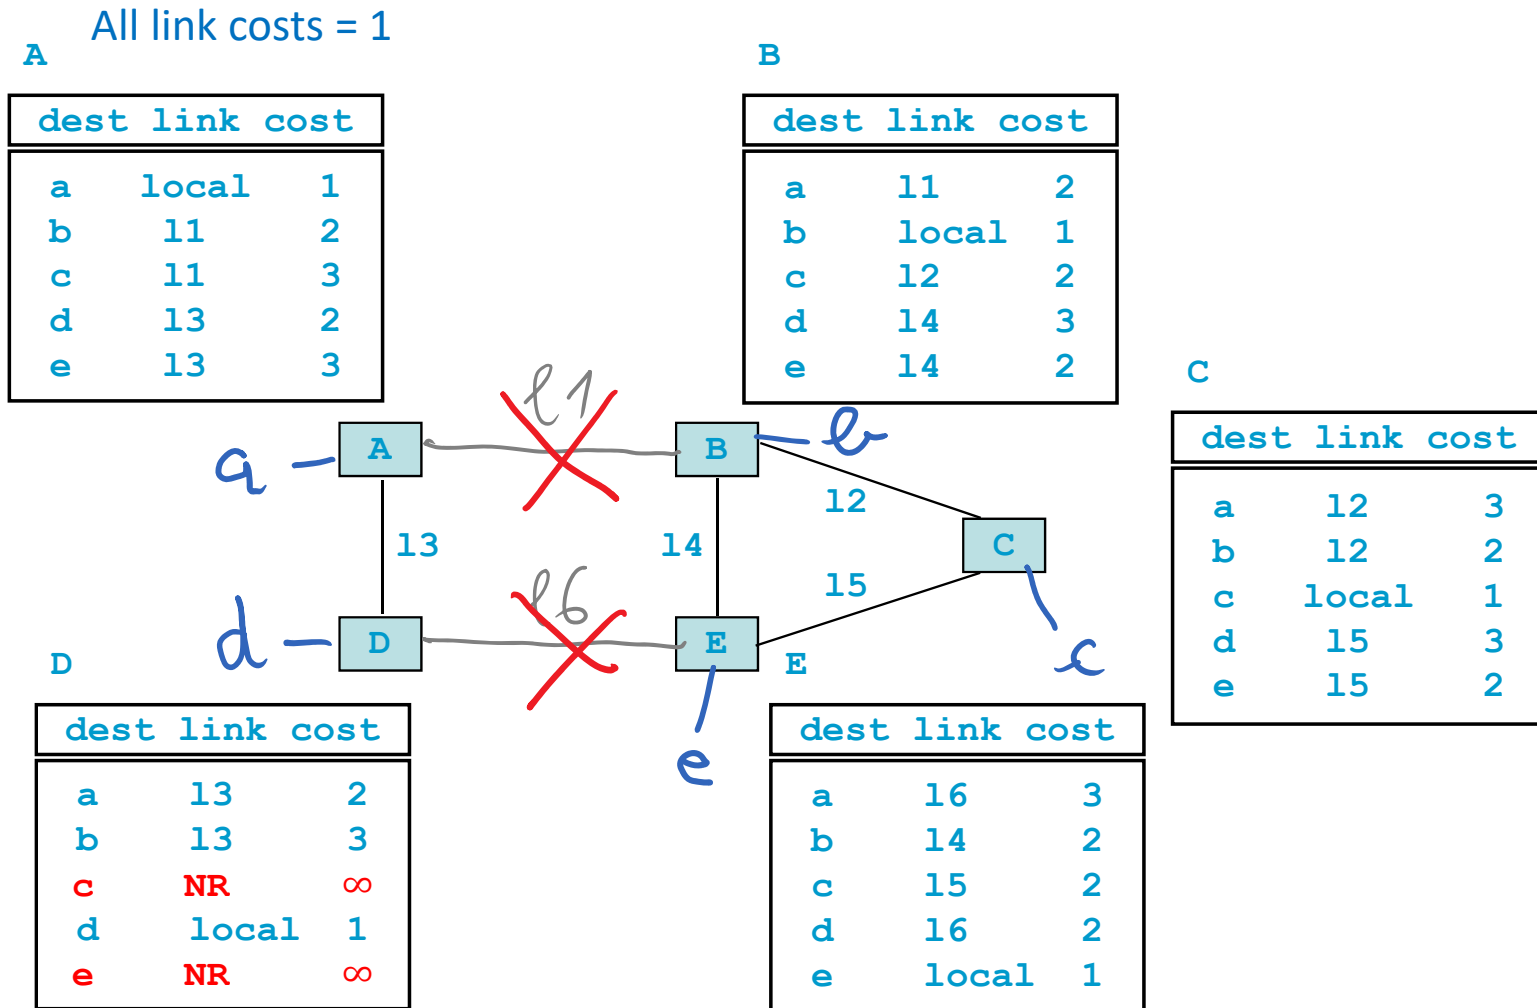 All link costs = 1
A
dest link cost
a local 1
b l1 2
c l1 3
d l3 2
e l3 3
B
dest link cost
a l1 2
b local 1
c l2 2
d l4 3
e l4 2
C
dest link cost
a l2 3
b l2 2
c local 1
d l5 3
e l5 2
l1
a
A
B
b
l2
l3
l4
C
l6
l5
d
D
E
c
e
D
dest link cost
a l3 2
b l3 3
c NR ∞
d local 1
e NR ∞
E
dest link cost
a l6 3
b l4 2
c l5 2
d l6 2
e local 1